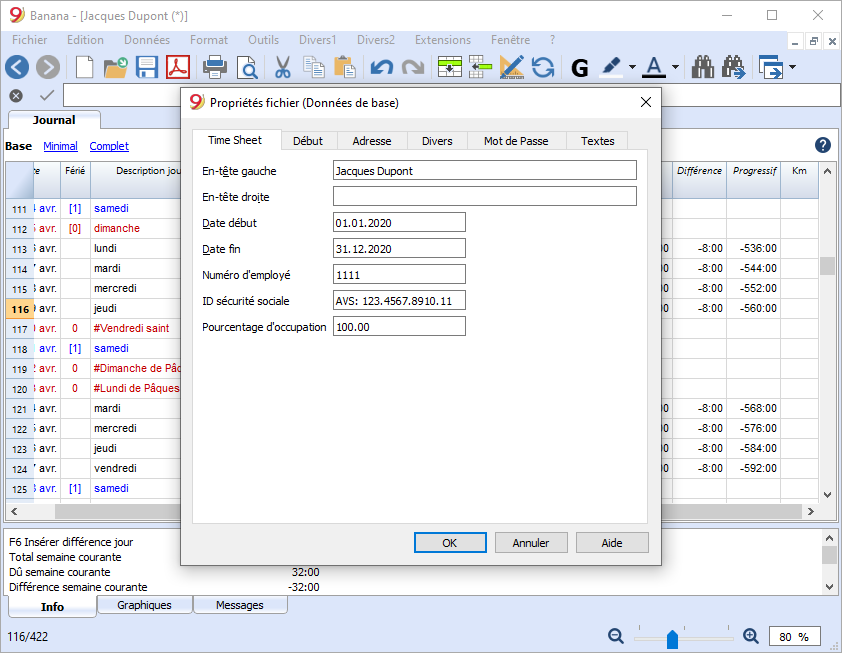 Banana - [Jacques Dupont (*)]
Fichier Edition Données Format Outils Divers1 Divers2 Extensions Fenêtre ?
G A
Journal
Base Minimal Complet ?
Férié Description Différence Progressif Km
111 avr. [1] samedi
112 avr. [0] dimanche
113 avr. lundi -8:00 -536:00
114 avr. mardi -8:00 -544:00
115 avr. mercredi -8:00 -552:00
116 avr. jeudi -8:00 -560:00
117 avr. 0 #Vendredi saint
118 avr. [1] samedi
119 avr. 0 #Dimanche de
120 avr. 0 #Lundi de Pâques
121 avr. mardi -8:00 -568:00
122 avr. mercredi -8:00 -576:00
123 avr. jeudi -8:00 -584:00
124 avr. vendredi -8:00 -592:00
125 avr. [1] samedi
Propriétés fichier (Données de base)
Time Sheet Début Adresse Divers Mot de Passe Textes
En-tête gauche Jacques Dupont
En-tête droite
Date début 01.01.2020
Date fin 31.12.2020
Numéro d'employé 1111
ID sécurité sociale AVS: 123.4567.8910.11
Pourcentage d'occupation 100.00
OK Annuler Aide
F6 Insérer différence jour
Total semaine courante
Dû semaine courante 32:00
Différence semaine courante -32:00
Info Graphiques Messages
116/422 80 %